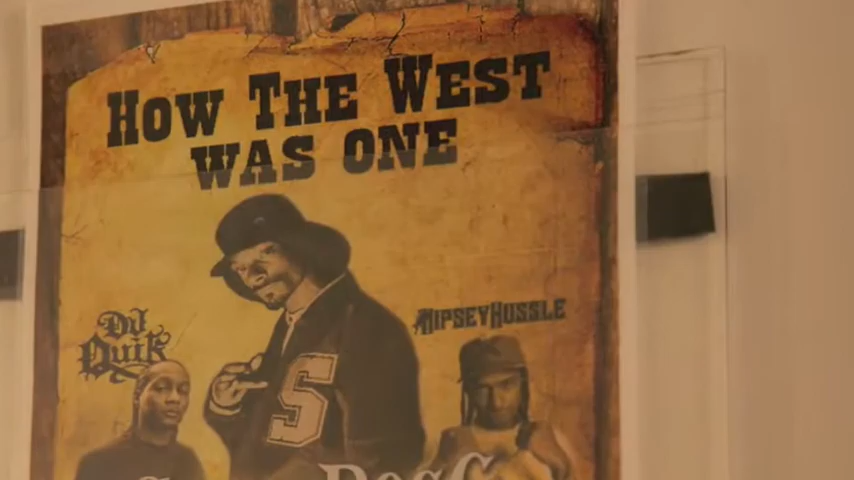 HOW THE WEST
WAS ONE
DJ
QUIK
NIPSEY HUSSLE
S